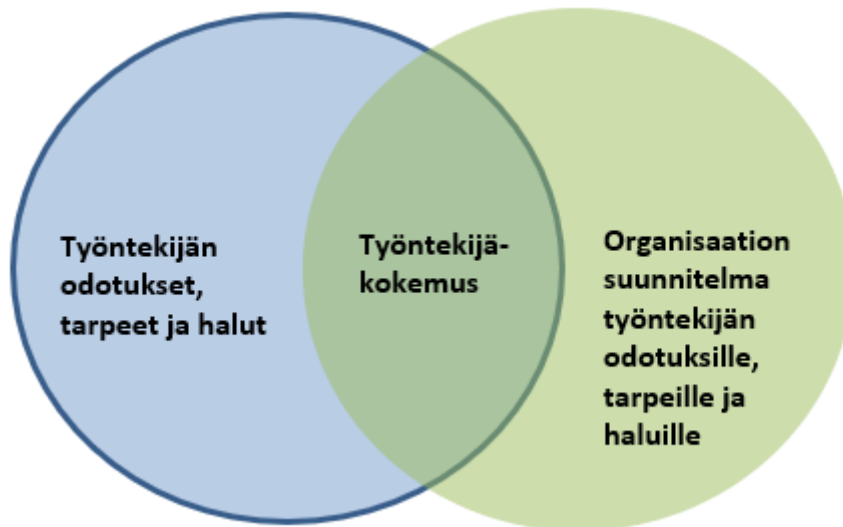 Työntekijän
odotukset,
tarpeet ja halut
Työntekijä-
kokemus
Organisaation
suunnitelma
työntekijän
odotuksille,
tarpeille ja
haluille